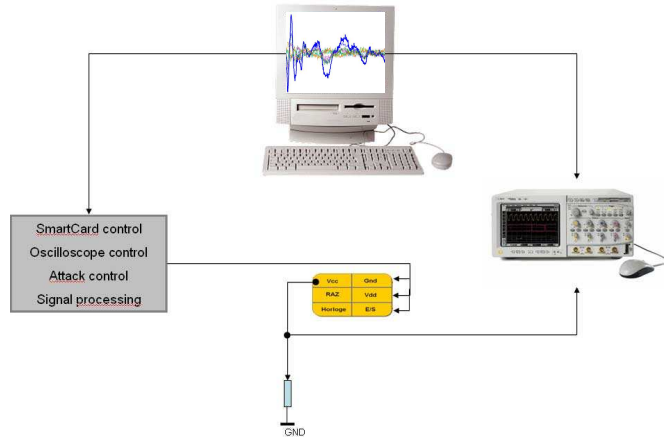 SmartCard control
Oscilloscope control
Attack control
Signal processing
Vcc Gnd
RAZ Vdd
Horloge E/S
GND